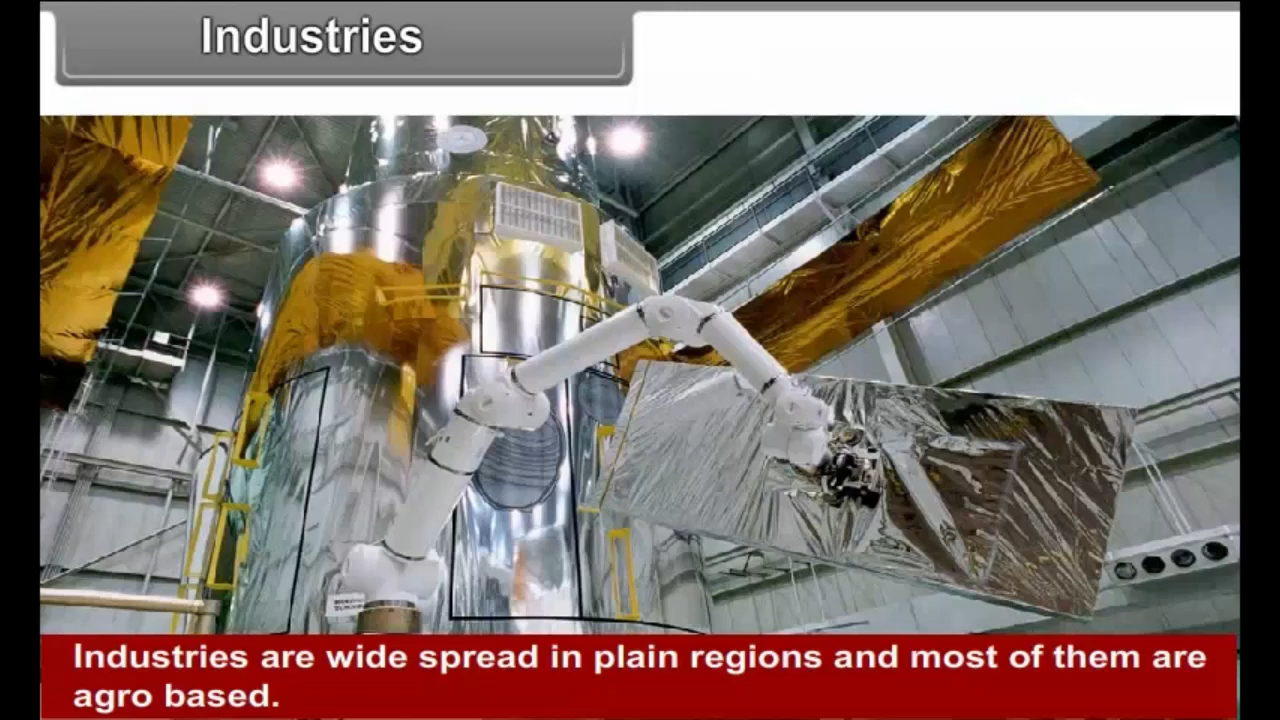 Industries
Industries are wide spread in plain regions and most of them are
agro based.